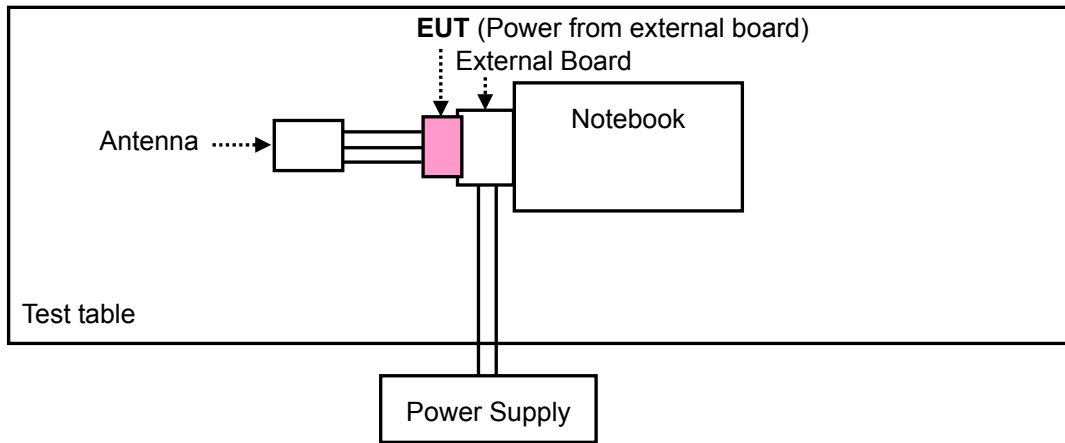 EUT (Power from external board)
External Board
Notebook
Antenna
Test table
Power Supply